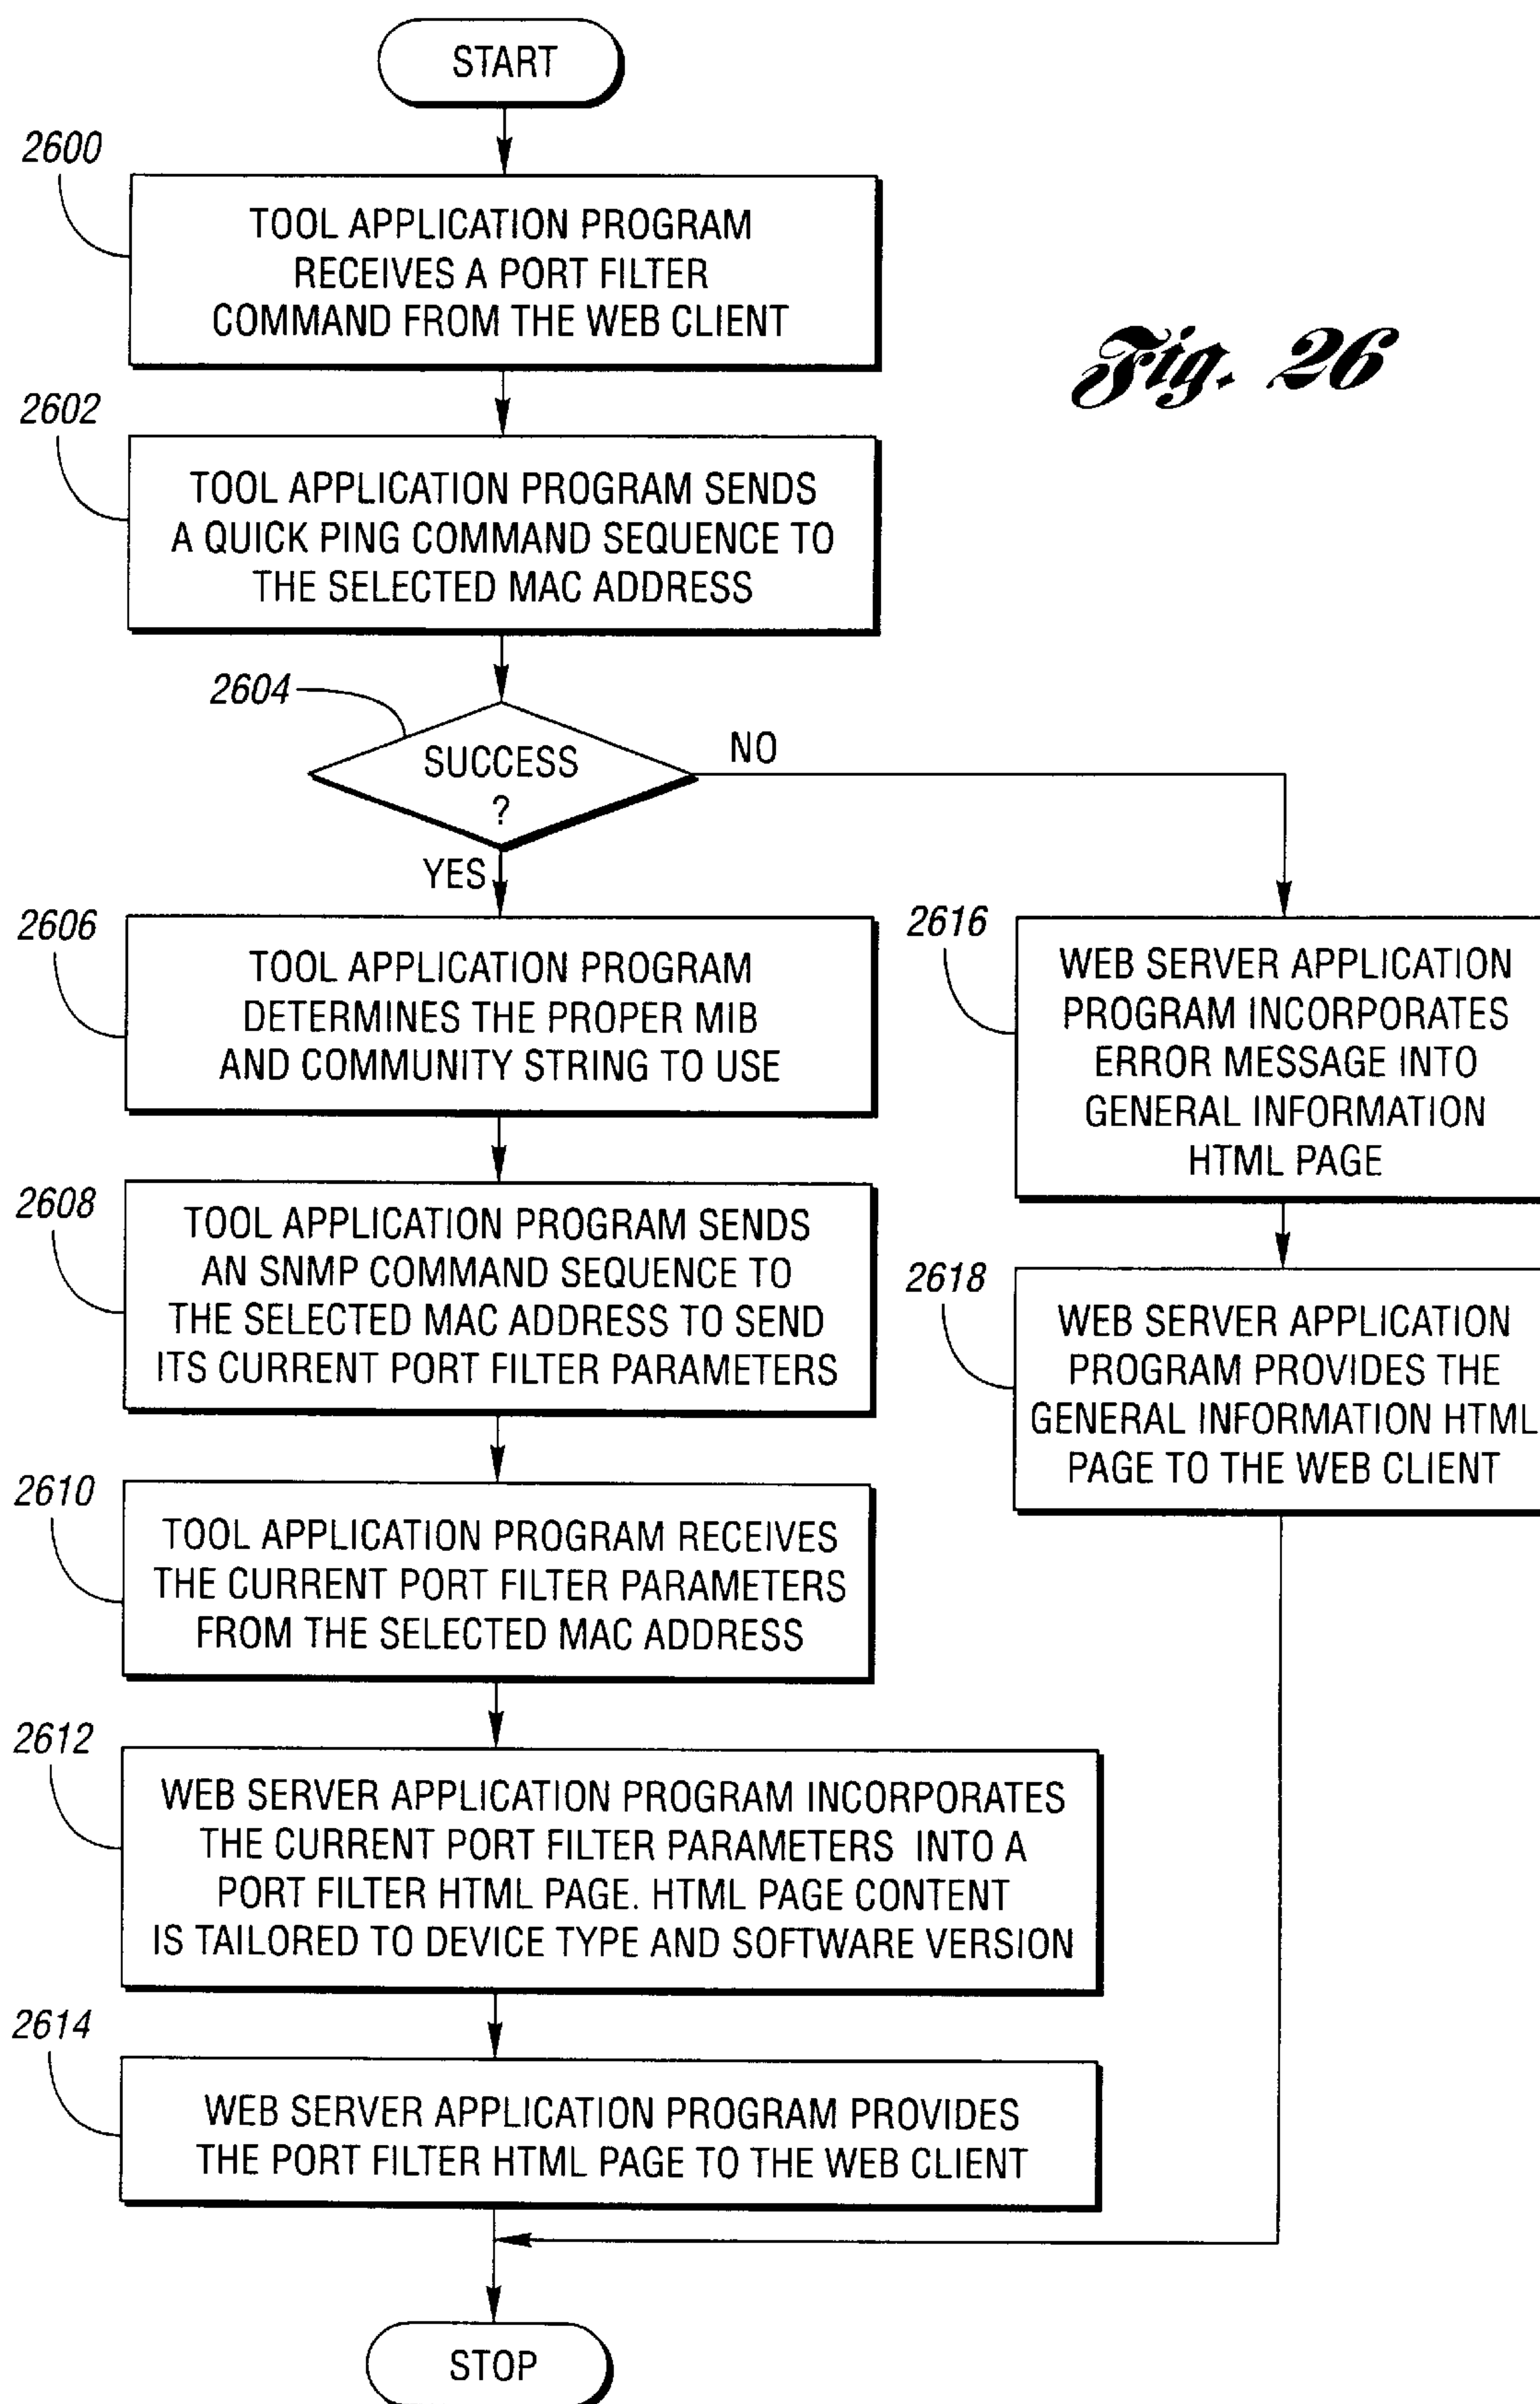 START
2600
TOOL APPLICATION PROGRAM
RECEIVES A PORT FILTER
COMMAND FROM THE WEB CLIENT
Fig. 26
2602
TOOL APPLICATION PROGRAM SENDS
A QUICK PING COMMAND SEQUENCE TO
THE SELECTED MAC ADDRESS
2604
SUCCESS
?
NO
YES
2606
TOOL APPLICATION PROGRAM
DETERMINES THE PROPER MIB
AND COMMUNITY STRING TO USE
2616
WEB SERVER APPLICATION
PROGRAM INCORPORATES
ERROR MESSAGE INTO
GENERAL INFORMATION
HTML PAGE
2608
TOOL APPLICATION PROGRAM SENDS
AN SNMP COMMAND SEQUENCE TO
THE SELECTED MAC ADDRESS TO SEND
ITS CURRENT PORT FILTER PARAMETERS
2618
WEB SERVER APPLICATION
PROGRAM PROVIDES THE
GENERAL INFORMATION HTML
PAGE TO THE WEB CLIENT
2610
TOOL APPLICATION PROGRAM RECEIVES
THE CURRENT PORT FILTER PARAMETERS
FROM THE SELECTED MAC ADDRESS
2612
WEB SERVER APPLICATION PROGRAM INCORPORATES
THE CURRENT PORT FILTER PARAMETERS INTO A
PORT FILTER HTML PAGE. HTML PAGE CONTENT
IS TAILORED TO DEVICE TYPE AND SOFTWARE VERSION
2614
WEB SERVER APPLICATION PROGRAM PROVIDES
THE PORT FILTER HTML PAGE TO THE WEB CLIENT
STOP